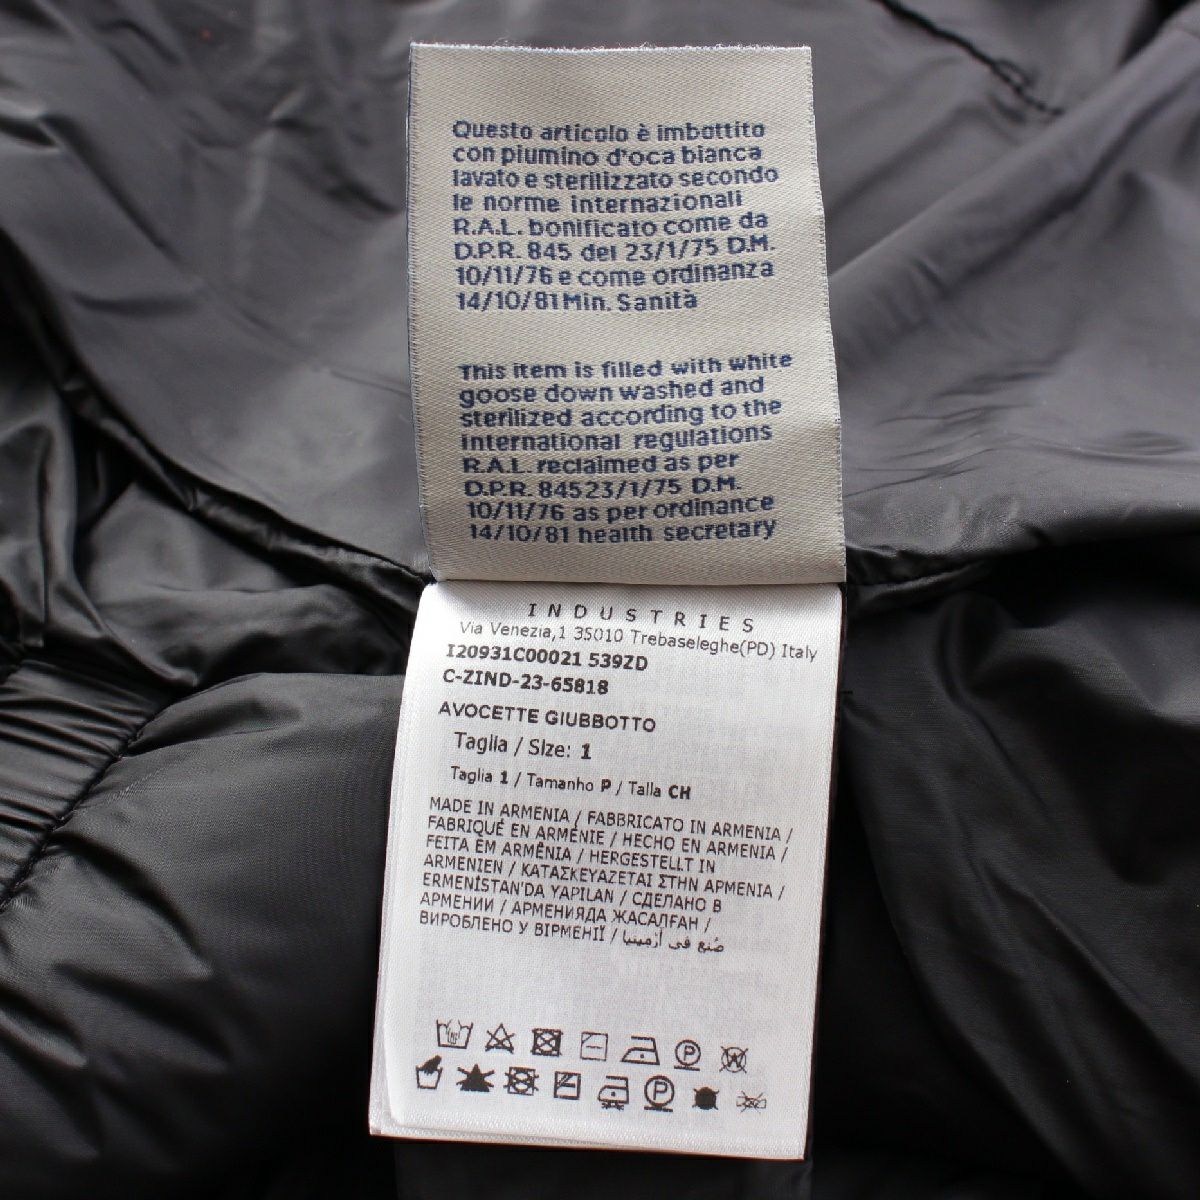 Questo articolo è imbottito
con piumino d'oca bianca
lavato e sterilizzato secondo
le norme internazionali
R.A.L. bonificato come da
D.P.R. 845 del 23/1/75 D.M.
10/11/76 e come ordinanza
14/10/81 Min. Sanità
This item is filled with white
goose down washed and
sterilized according to the
international regulations
R.A.L. reclaimed as per
D.P.R. 84523/1/75 D.M.
10/11/76 as per ordinance
14/10/81 health secretary
INDUSTRIES
Via Venezia,1 35010 Trebaseleghe(PD) Italy
I20931C00021 539ZD
C-ZIND-23-65818
AVOCETTE GIUBBOTTO
Taglia / Size: 1
Taglia 1 / Tamanho P / Talla CH
MADE IN ARMENIA / FABBRICATO IN ARMENIA /
FABRIQUÉ EN ARMÉNIE / HECHO EN ARMENIA /
FEITA EM ARMÊNIA / HERGESTELLT IN
ARMENIEN / ΚΑΤΑΣΚΕΥΑΖΕΤΑΙ ΣΤΗΝ ΑΡΜΕΝΙΑ /
ERMENİSTAN'DA YAPILAN / СДЕЛАНО В
АРМЕНИИ / АРМЕНИЯДА ЖАСАЛҒАН /
ВИРОБЛЕНО У ВІРМЕНІЇ / صُنع في أرمينيا